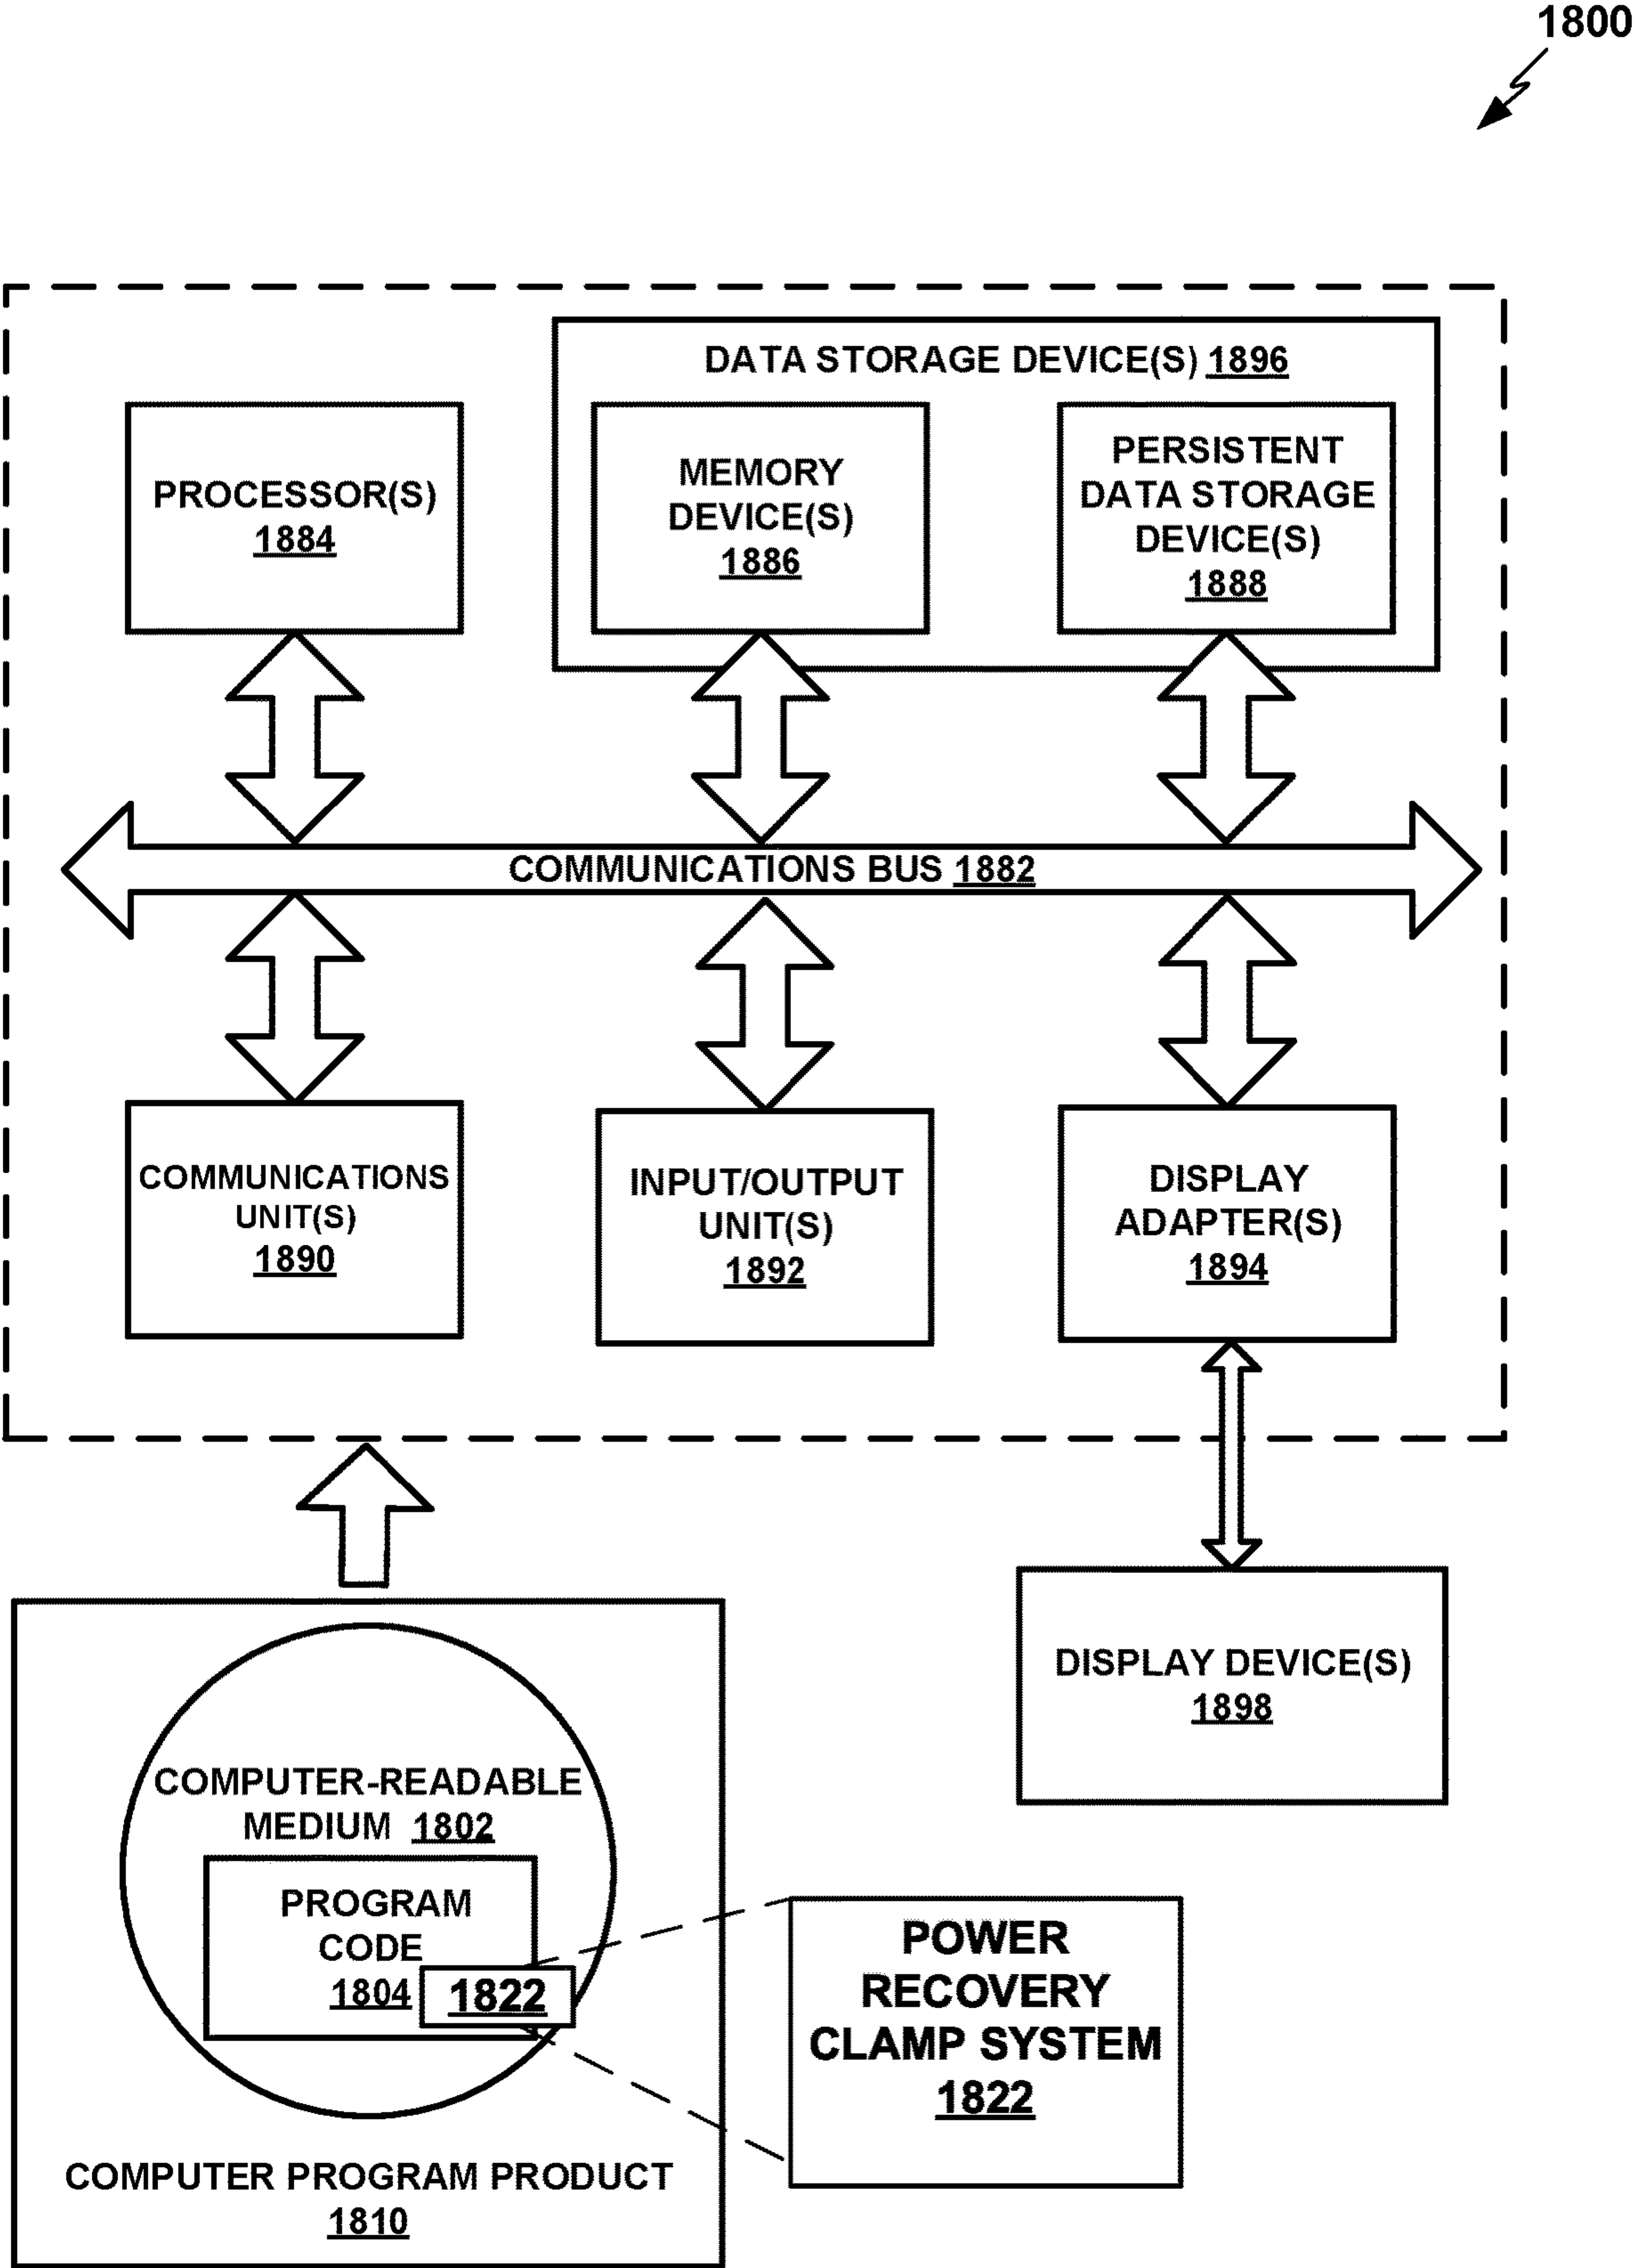 1800
DATA STORAGE DEVICE(S) 1896
PROCESSOR(S)
1884
MEMORY
DEVICE(S)
1886
PERSISTENT
DATA STORAGE
DEVICE(S)
1888
COMMUNICATIONS BUS 1882
COMMUNICATIONS
UNIT(S)
1890
INPUT/OUTPUT
UNIT(S)
1892
DISPLAY
ADAPTER(S)
1894
DISPLAY DEVICE(S)
1898
COMPUTER-READABLE
MEDIUM 1802
PROGRAM
CODE
1804
1822
POWER
RECOVERY
CLAMP SYSTEM
1822
COMPUTER PROGRAM PRODUCT
1810